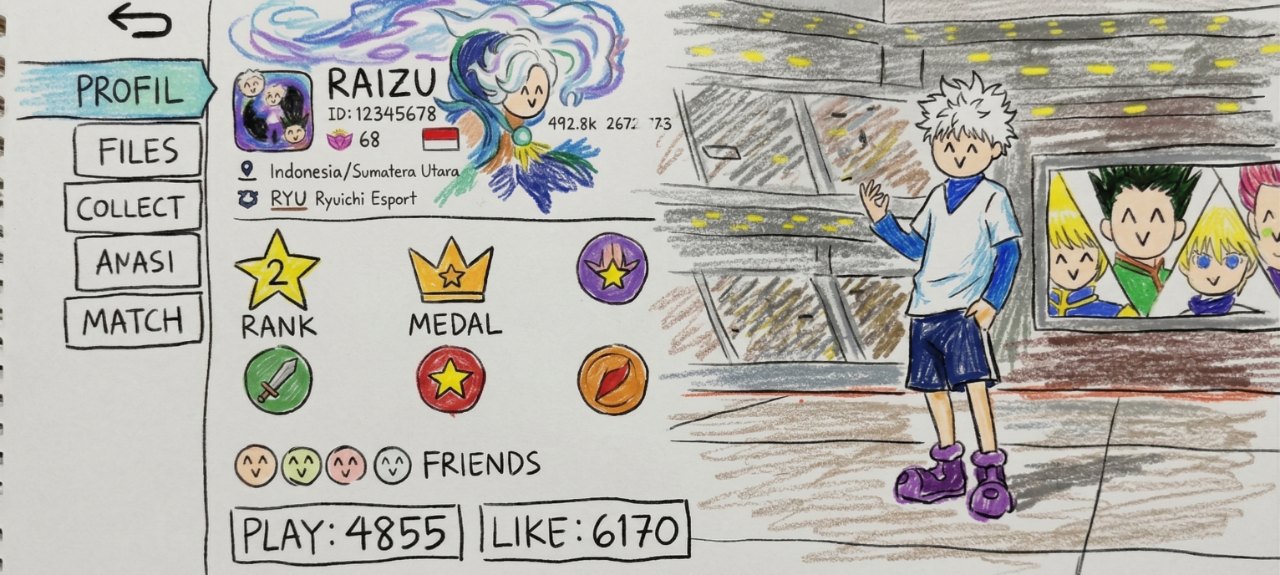 PROFIL
FILES
COLLECT
ANASI
MATCH
RAIZU
ID: 12345678
68
492.8k
Indonesia/Sumatera Utara
RYU Ryuichi Esport
2
RANK
MEDAL
FRIENDS
PLAY: 4855
LIKE: 6170